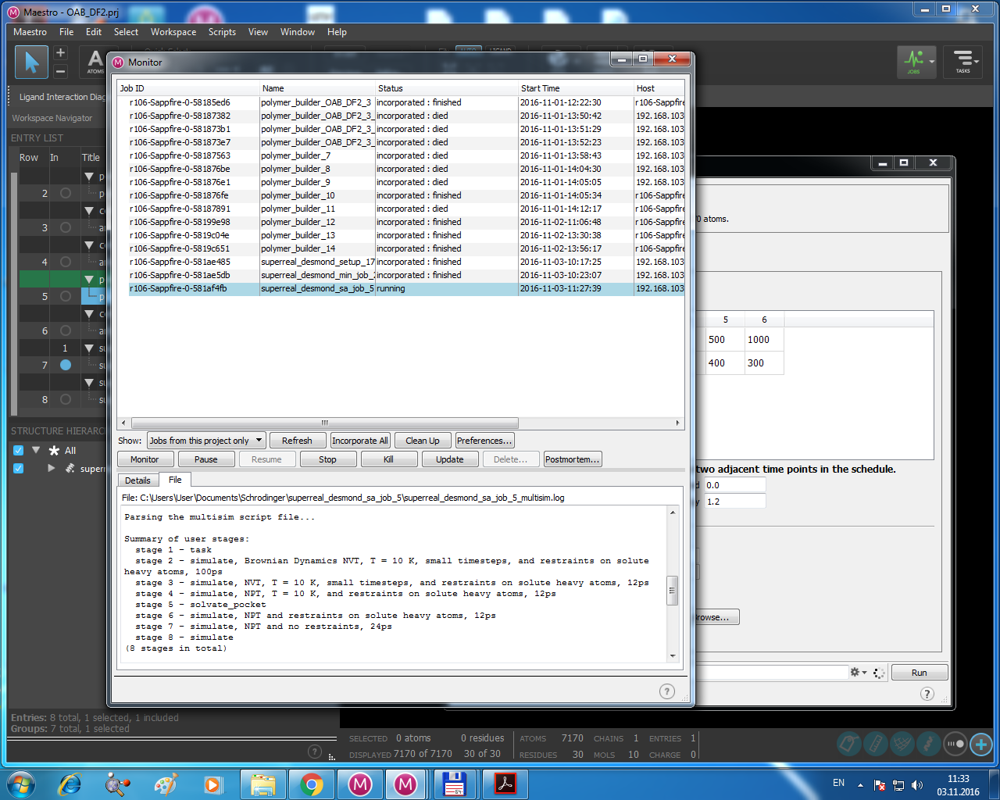 Maestro - OAB_DF2.prj
Maestro File Edit Select Workspace Scripts View Window Help
ATOMS
JOBS
TASKS
Monitor
Ligand Interaction Diag
Workspace Navigator
ENTRY LIST
Row In Title
2
3
4
5
6
1
7
8
STRUCTURE HIERARC
All
superre
Job ID Name Status Start Time Host
r106-Sappfire-0-58185ed6 polymer_builder_OAB_DF2_3 incorporated : finished 2016-11-01-12:22:30 r106-Sappfire
r106-Sappfire-0-58187382 polymer_builder_OAB_DF2_3_ incorporated : died 2016-11-01-13:50:42 192.168.103
r106-Sappfire-0-581873b1 polymer_builder_OAB_DF2_3_ incorporated : died 2016-11-01-13:51:29 192.168.103
r106-Sappfire-0-581873e7 polymer_builder_OAB_DF2_3_ incorporated : died 2016-11-01-13:52:23 192.168.103
r106-Sappfire-0-58187563 polymer_builder_7 incorporated : died 2016-11-01-13:58:43 192.168.103
r106-Sappfire-0-581876be polymer_builder_8 incorporated : died 2016-11-01-14:04:30 192.168.103
r106-Sappfire-0-581876e1 polymer_builder_9 incorporated : died 2016-11-01-14:05:05 192.168.103
r106-Sappfire-0-581876fe polymer_builder_10 incorporated : finished 2016-11-01-14:05:34 r106-Sappfire
r106-Sappfire-0-58187891 polymer_builder_11 incorporated : died 2016-11-01-14:12:17 192.168.103
r106-Sappfire-0-58199e98 polymer_builder_12 incorporated : finished 2016-11-02-11:06:48 r106-Sappfire
r106-Sappfire-0-5819c04e polymer_builder_13 incorporated : finished 2016-11-02-13:30:38 r106-Sappfire
r106-Sappfire-0-5819c651 polymer_builder_14 incorporated : finished 2016-11-02-13:56:17 r106-Sappfire
r106-Sappfire-0-581ae485 superreal_desmond_setup_17 incorporated : finished 2016-11-03-10:17:25 192.168.103
r106-Sappfire-0-581ae5db superreal_desmond_min_job_ incorporated : finished 2016-11-03-10:23:07 192.168.103
r106-Sappfire-0-581af4fb superreal_desmond_sa_job_5 running 2016-11-03-11:27:39 192.168.103
Show: Jobs from this project only Refresh Incorporate All Clean Up Preferences...
Monitor Pause Resume Stop Kill Update Delete... Postmortem...
Details File
File: C:\Users\User\Documents\Schrodinger\superreal_desmond_sa_job_5\superreal_desmond_sa_job_5_multisim.log
Parsing the multisim script file...
Summary of user stages:
stage 1 - task
stage 2 - simulate, Brownian Dynamics NVT, T = 10 K, small timesteps, and restraints on solute
heavy atoms, 100ps
stage 3 - simulate, NVT, T = 10 K, small timesteps, and restraints on solute heavy atoms, 12ps
stage 4 - simulate, NPT, T = 10 K, and restraints on solute heavy atoms, 12ps
stage 5 - solvate_pocket
stage 6 - simulate, NPT and restraints on solute heavy atoms, 12ps
stage 7 - simulate, NPT and no restraints, 24ps
stage 8 - simulate
(8 stages in total)
0 atoms.
5 6
500 1000
400 300
two adjacent time points in the schedule.
0.0
1.2
Browse...
Run
Entries: 8 total, 1 selected, 1 included
Groups: 7 total, 1 selected
SELECTED 0 atoms 0 residues ATOMS 7170 CHAINS 1 ENTRIES 1
DISPLAYED 7170 of 7170 30 of 30 RESIDUES 30 MOLS 10 CHARGE 0
EN
11:33
03.11.2016